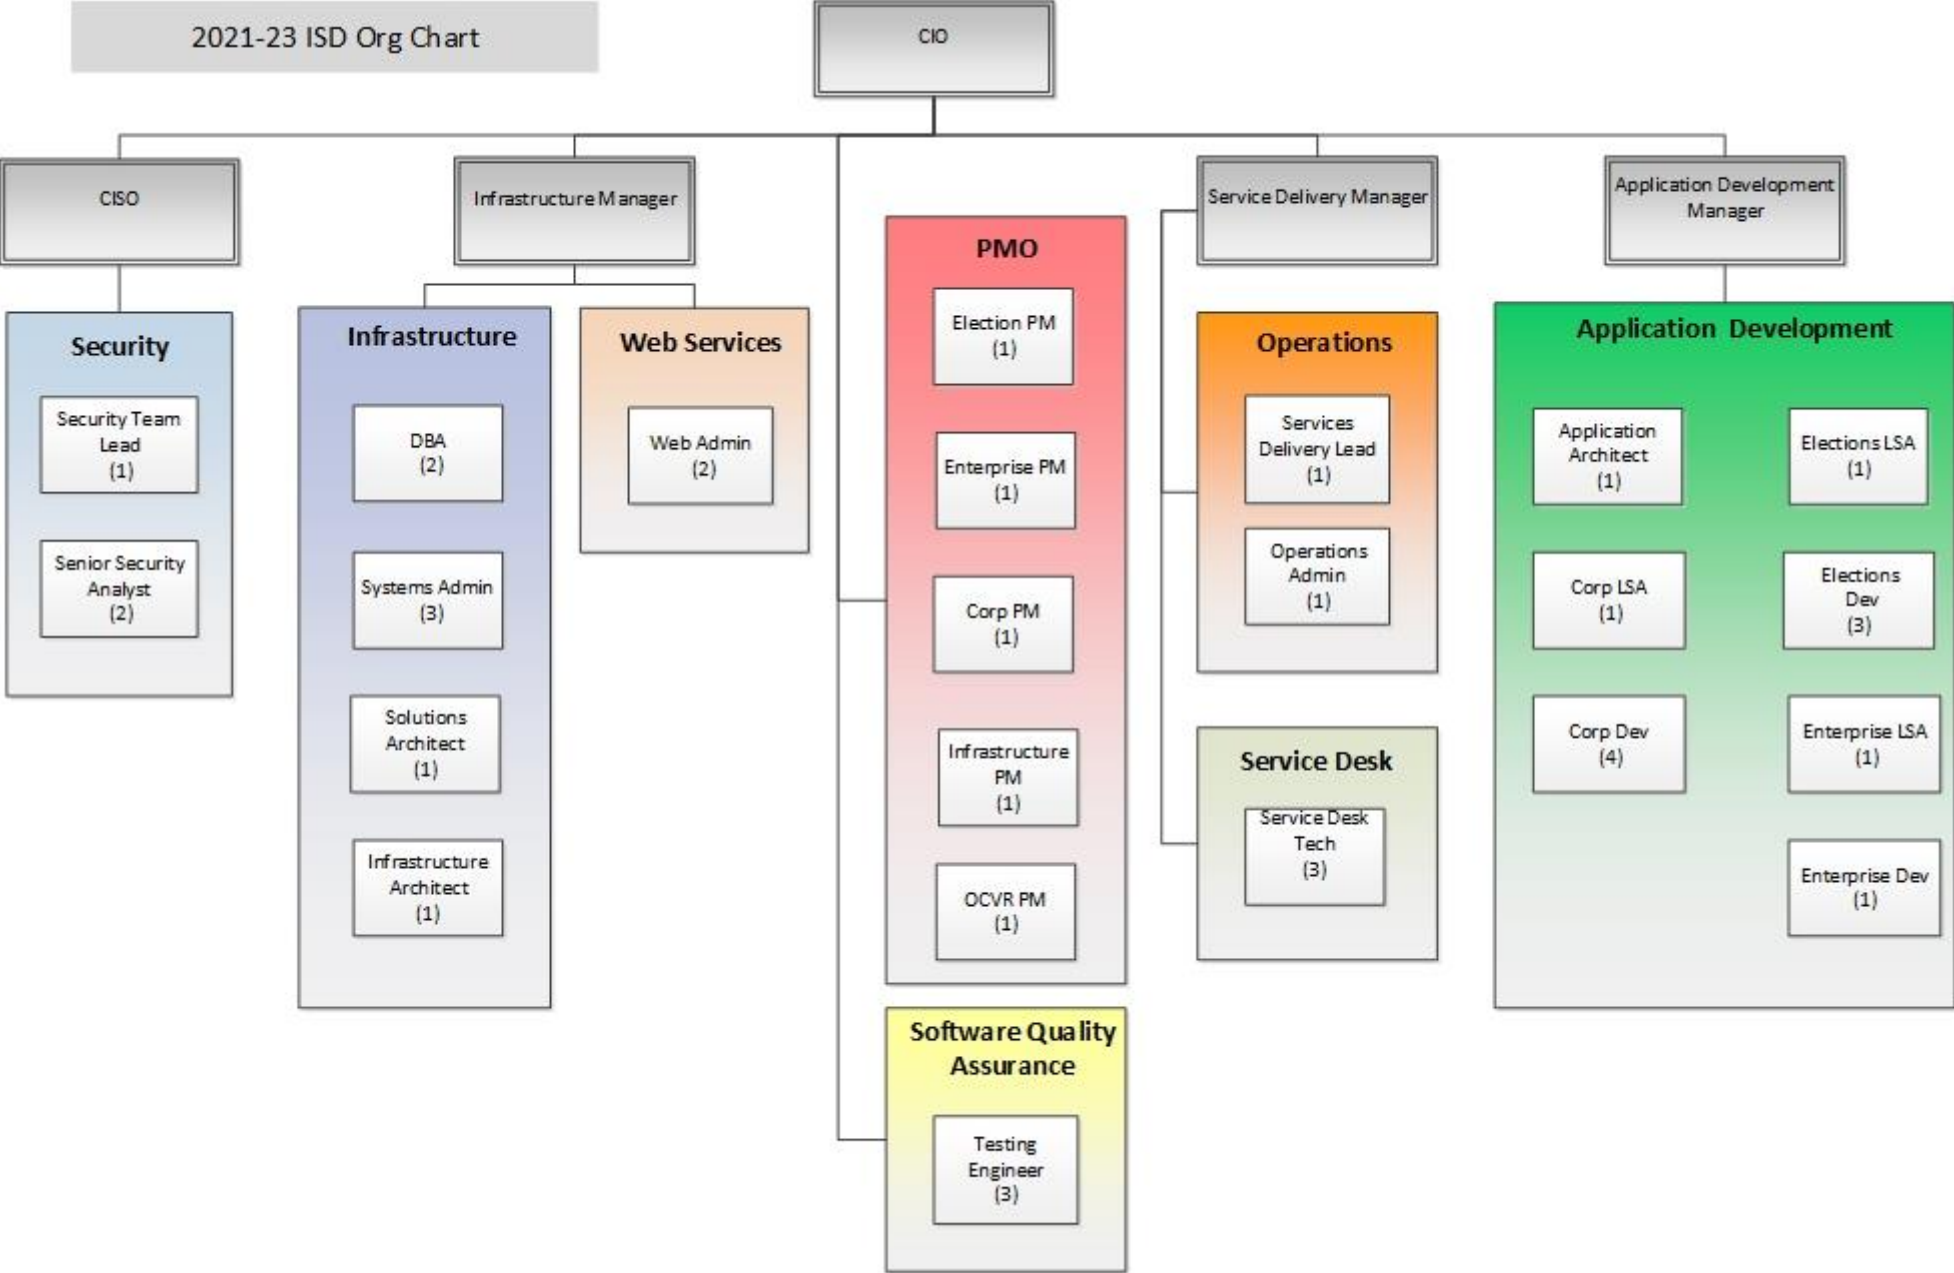 2021-23 ISD Org Chart
CIO
CISO
Infrastructure Manager
Service Delivery Manager
Application Development
Manager
Security
Security Team
Lead
(1)
Senior Security
Analyst
(2)
Infrastructure
DBA
(2)
Systems Admin
(3)
Solutions
Architect
(1)
Infrastructure
Architect
(1)
Web Services
Web Admin
(2)
PMO
Election PM
(1)
Enterprise PM
(1)
Corp PM
(1)
Infrastructure
PM
(1)
OCVR PM
(1)
Software Quality
Assurance
Testing
Engineer
(3)
Operations
Services
Delivery Lead
(1)
Operations
Admin
(1)
Service Desk
Service Desk
Tech
(3)
Application Development
Application
Architect
(1)
Corp LSA
(1)
Corp Dev
(4)
Elections LSA
(1)
Elections
Dev
(3)
Enterprise LSA
(1)
Enterprise Dev
(1)